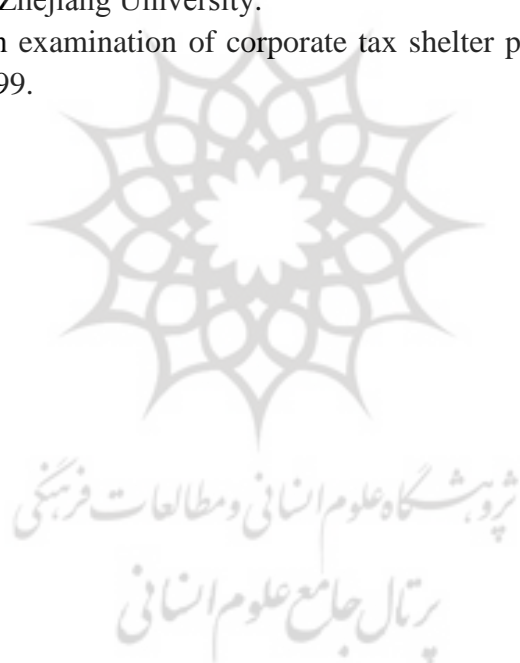 Zhejiang University.
n examination of corporate tax shelter p
99.
پژوهشگاه علوم انسانی و مطالعات فرهنگی
پرتال جامع علوم انسانی